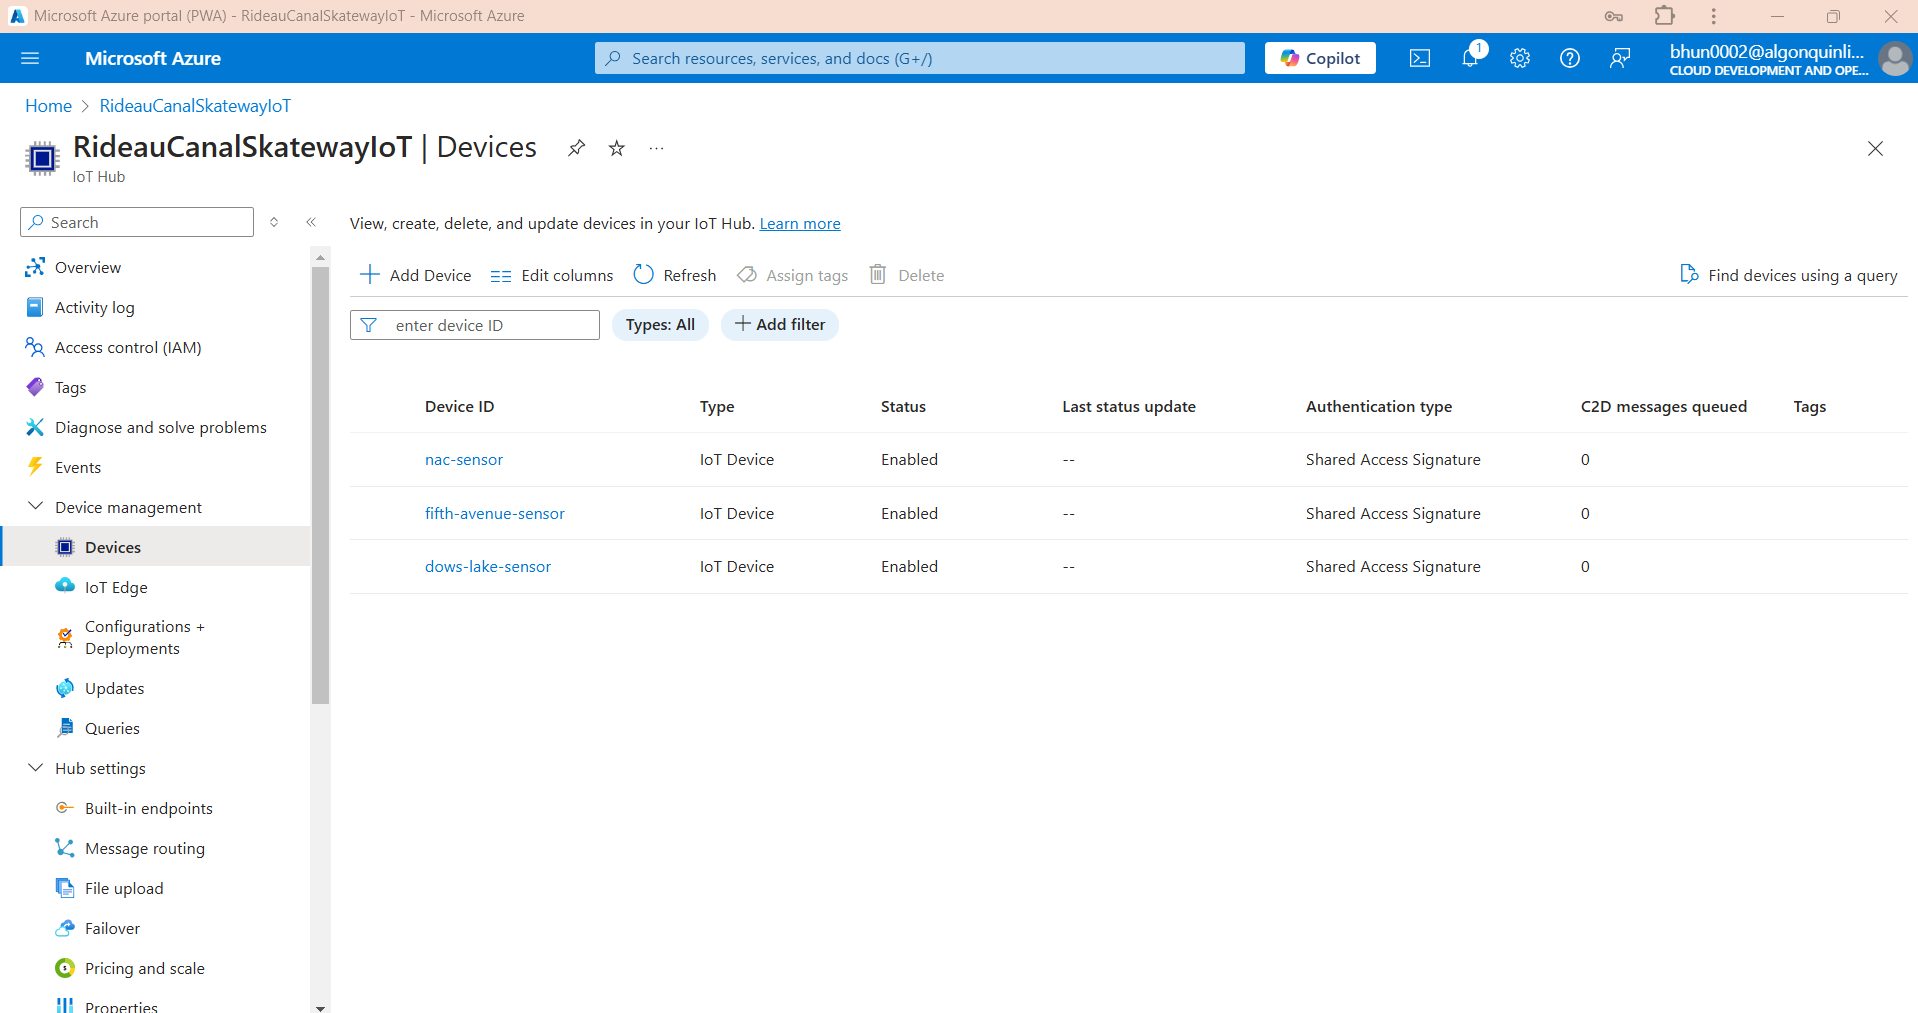 Microsoft Azure portal (PWA) - RideauCanalSkatewayIoT - Microsoft Azure
Microsoft Azure
Search resources, services, and docs (G+/)
Copilot
1
bhun0002@algonquinli...
CLOUD DEVELOPMENT AND OPE...
Home > RideauCanalSkatewayIoT
RideauCanalSkatewayIoT | Devices
IoT Hub
Search
Overview
Activity log
Access control (IAM)
Tags
Diagnose and solve problems
Events
Device management
Devices
IoT Edge
Configurations +
Deployments
Updates
Queries
Hub settings
Built-in endpoints
Message routing
File upload
Failover
Pricing and scale
Properties
View, create, delete, and update devices in your IoT Hub. Learn more
Add Device Edit columns Refresh Assign tags Delete Find devices using a query
enter device ID Types: All Add filter
Device ID Type Status Last status update Authentication type C2D messages queued Tags
nac-sensor IoT Device Enabled -- Shared Access Signature 0
fifth-avenue-sensor IoT Device Enabled -- Shared Access Signature 0
dows-lake-sensor IoT Device Enabled -- Shared Access Signature 0